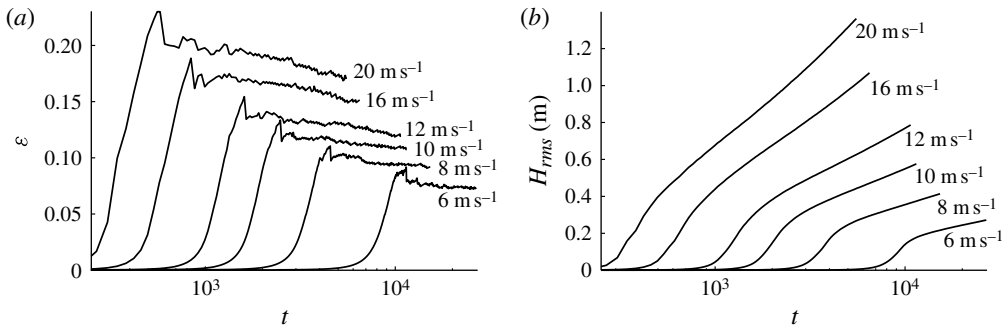 (a)
0.20
0.15
0.10
0.05
0
ε
20 m s⁻¹
16 m s⁻¹
12 m s⁻¹
10 m s⁻¹
8 m s⁻¹
6 m s⁻¹
10³
10⁴
t
(b)
1.2
1.0
0.8
0.6
0.4
0.2
0
H_rms (m)
20 m s⁻¹
16 m s⁻¹
12 m s⁻¹
10 m s⁻¹
8 m s⁻¹
6 m s⁻¹
10³
10⁴
t